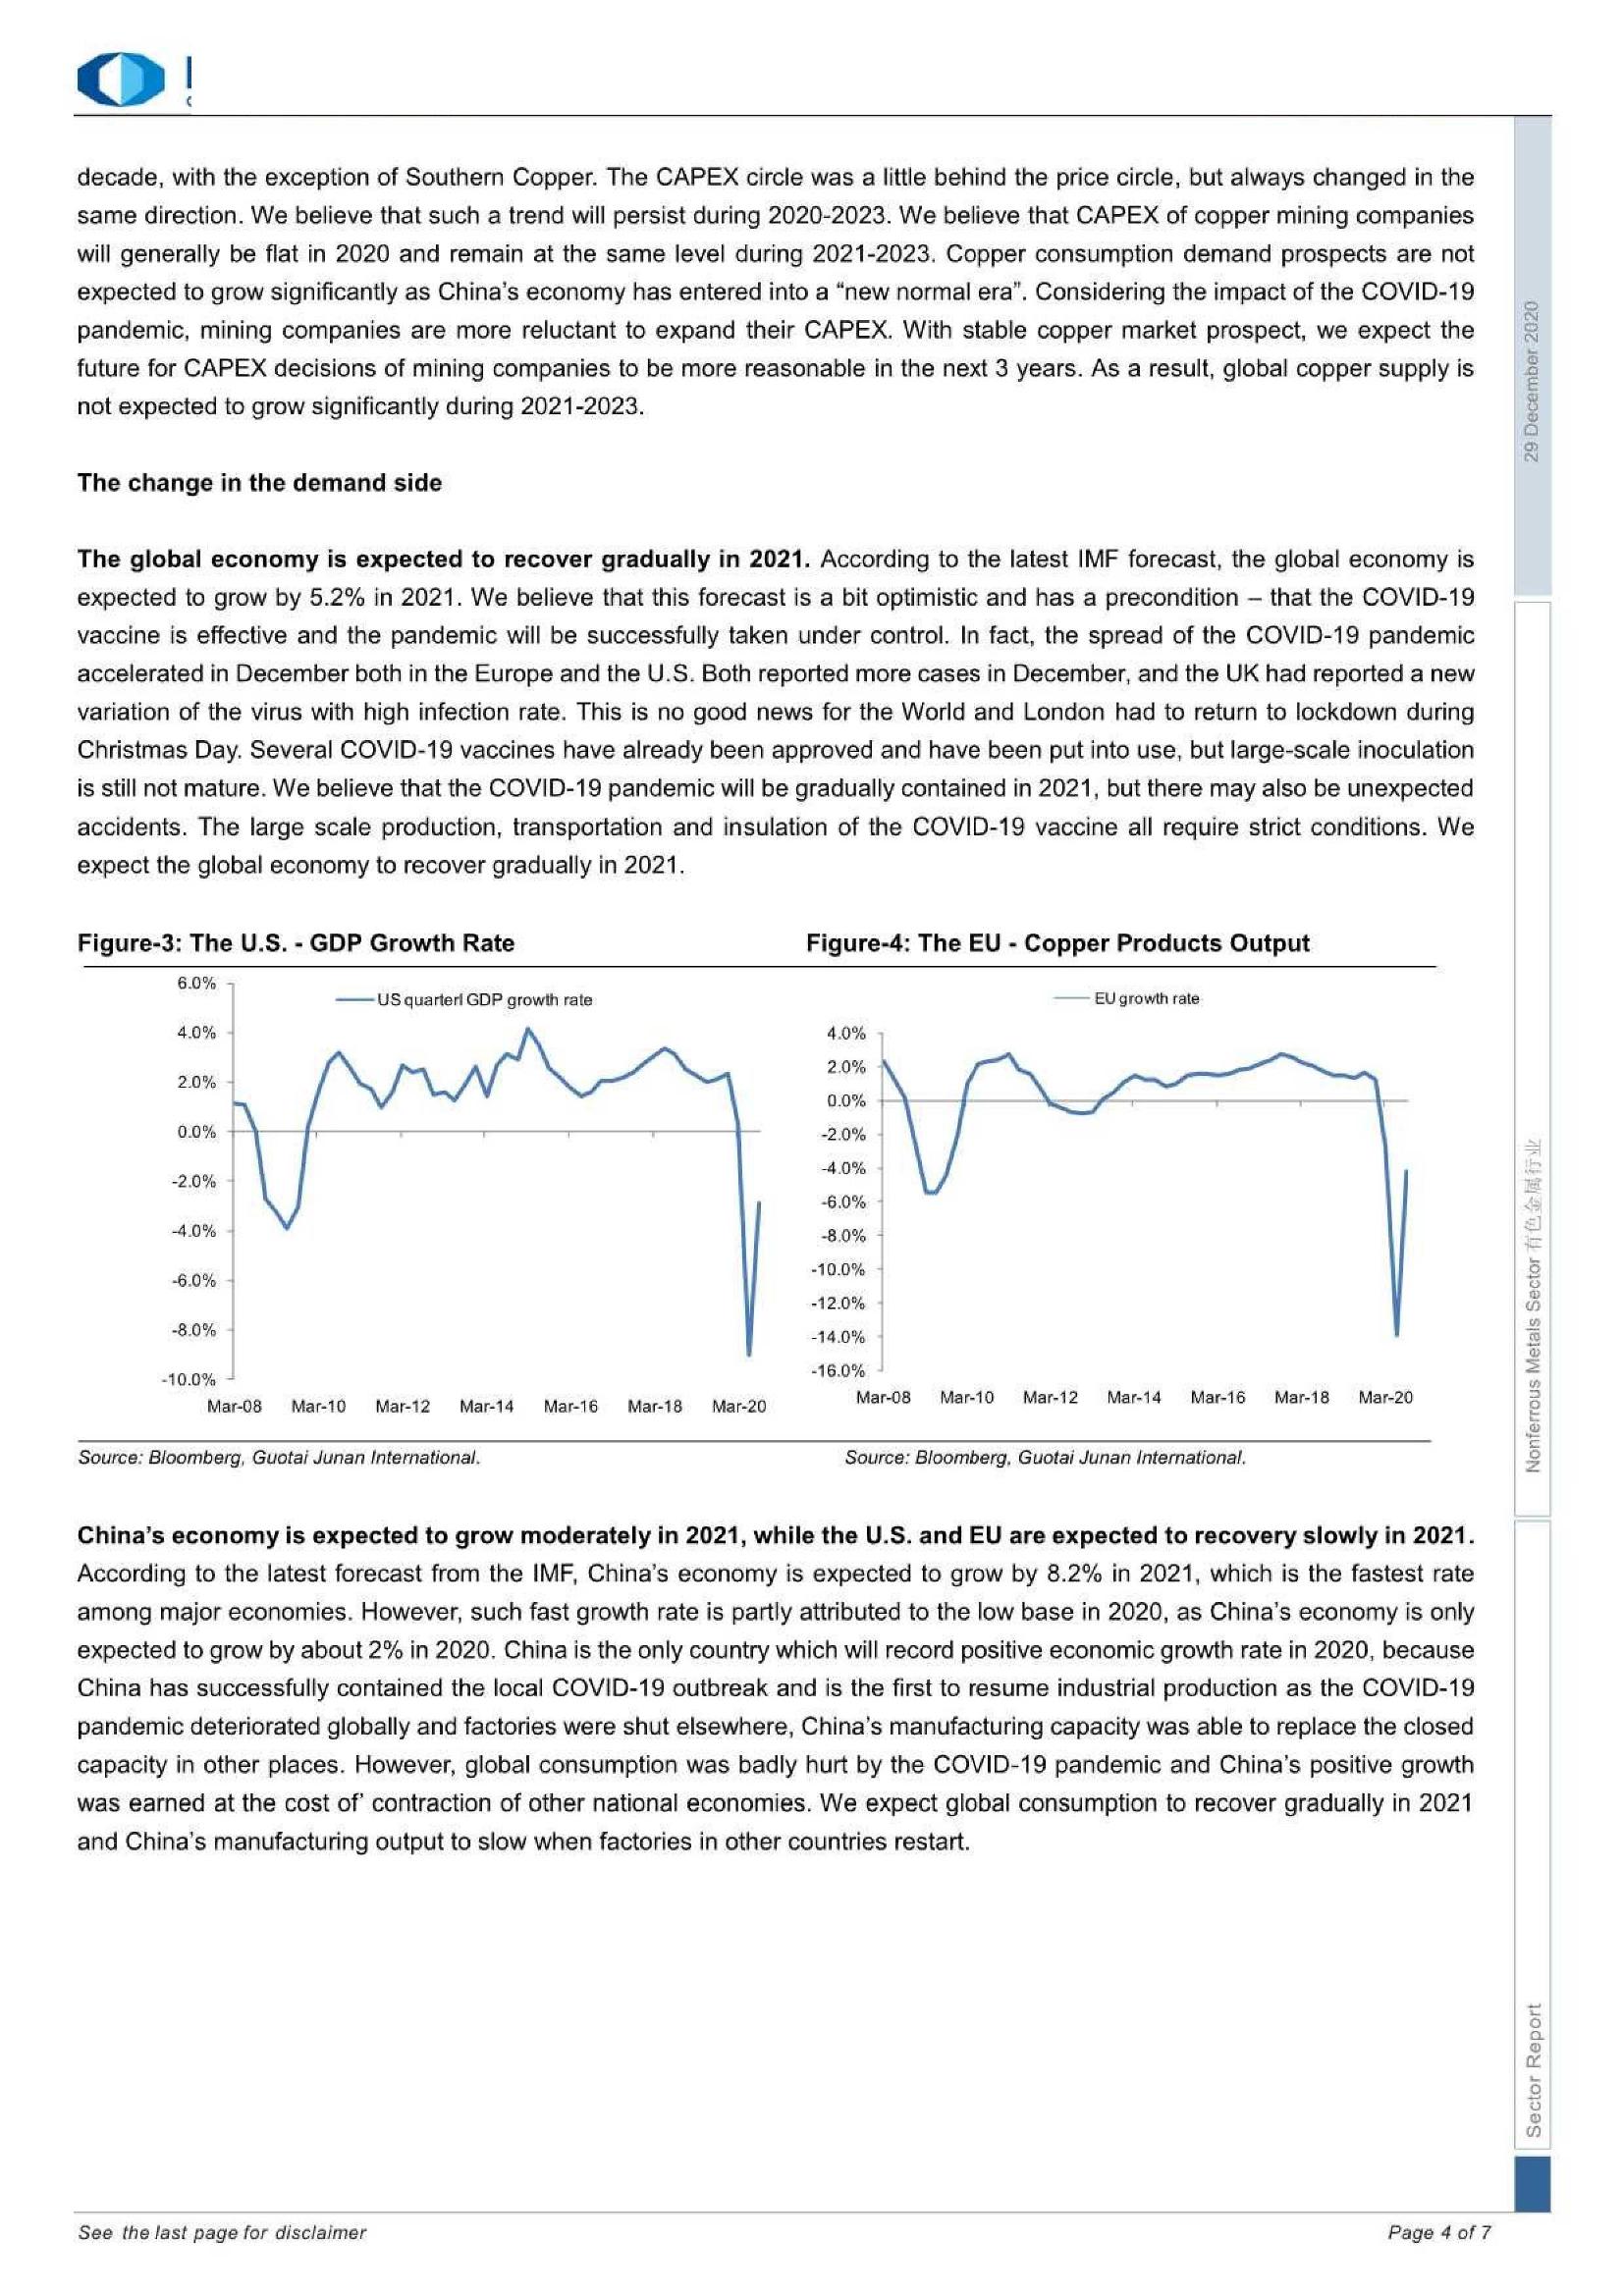 decade, with the exception of Southern Copper. The CAPEX circle was a little behind the price circle, but always changed in the
same direction. We believe that such a trend will persist during 2020-2023. We believe that CAPEX of copper mining companies
will generally be flat in 2020 and remain at the same level during 2021-2023. Copper consumption demand prospects are not
expected to grow significantly as China's economy has entered into a “new normal era”. Considering the impact of the COVID-19
pandemic, mining companies are more reluctant to expand their CAPEX. With stable copper market prospect, we expect the
future for CAPEX decisions of mining companies to be more reasonable in the next 3 years. As a result, global copper supply is
not expected to grow significantly during 2021-2023.
The change in the demand side
The global economy is expected to recover gradually in 2021. According to the latest IMF forecast, the global economy is
expected to grow by 5.2% in 2021. We believe that this forecast is a bit optimistic and has a precondition – that the COVID-19
vaccine is effective and the pandemic will be successfully taken under control. In fact, the spread of the COVID-19 pandemic
accelerated in December both in the Europe and the U.S. Both reported more cases in December, and the UK had reported a new
variation of the virus with high infection rate. This is no good news for the World and London had to return to lockdown during
Christmas Day. Several COVID-19 vaccines have already been approved and have been put into use, but large-scale inoculation
is still not mature. We believe that the COVID-19 pandemic will be gradually contained in 2021, but there may also be unexpected
accidents. The large scale production, transportation and insulation of the COVID-19 vaccine all require strict conditions. We
expect the global economy to recover gradually in 2021.
Figure-3: The U.S. - GDP Growth Rate
US quarterl GDP growth rate
6.0%
4.0%
2.0%
0.0%
-2.0%
-4.0%
-6.0%
-8.0%
-10.0%
Mar-08 Mar-10 Mar-12 Mar-14 Mar-16 Mar-18 Mar-20
Source: Bloomberg, Guotai Junan International.
Figure-4: The EU - Copper Products Output
EU growth rate
4.0%
2.0%
0.0%
-2.0%
-4.0%
-6.0%
-8.0%
-10.0%
-12.0%
-14.0%
-16.0%
Mar-08 Mar-10 Mar-12 Mar-14 Mar-16 Mar-18 Mar-20
Source: Bloomberg, Guotai Junan International.
China's economy is expected to grow moderately in 2021, while the U.S. and EU are expected to recovery slowly in 2021.
According to the latest forecast from the IMF, China's economy is expected to grow by 8.2% in 2021, which is the fastest rate
among major economies. However, such fast growth rate is partly attributed to the low base in 2020, as China's economy is only
expected to grow by about 2% in 2020. China is the only country which will record positive economic growth rate in 2020, because
China has successfully contained the local COVID-19 outbreak and is the first to resume industrial production as the COVID-19
pandemic deteriorated globally and factories were shut elsewhere, China's manufacturing capacity was able to replace the closed
capacity in other places. However, global consumption was badly hurt by the COVID-19 pandemic and China's positive growth
was earned at the cost of' contraction of other national economies. We expect global consumption to recover gradually in 2021
and China's manufacturing output to slow when factories in other countries restart.
29 December 2020
Nonferrous Metals Sector 有色金属行业
Sector Report
See the last page for disclaimer
Page 4 of 7